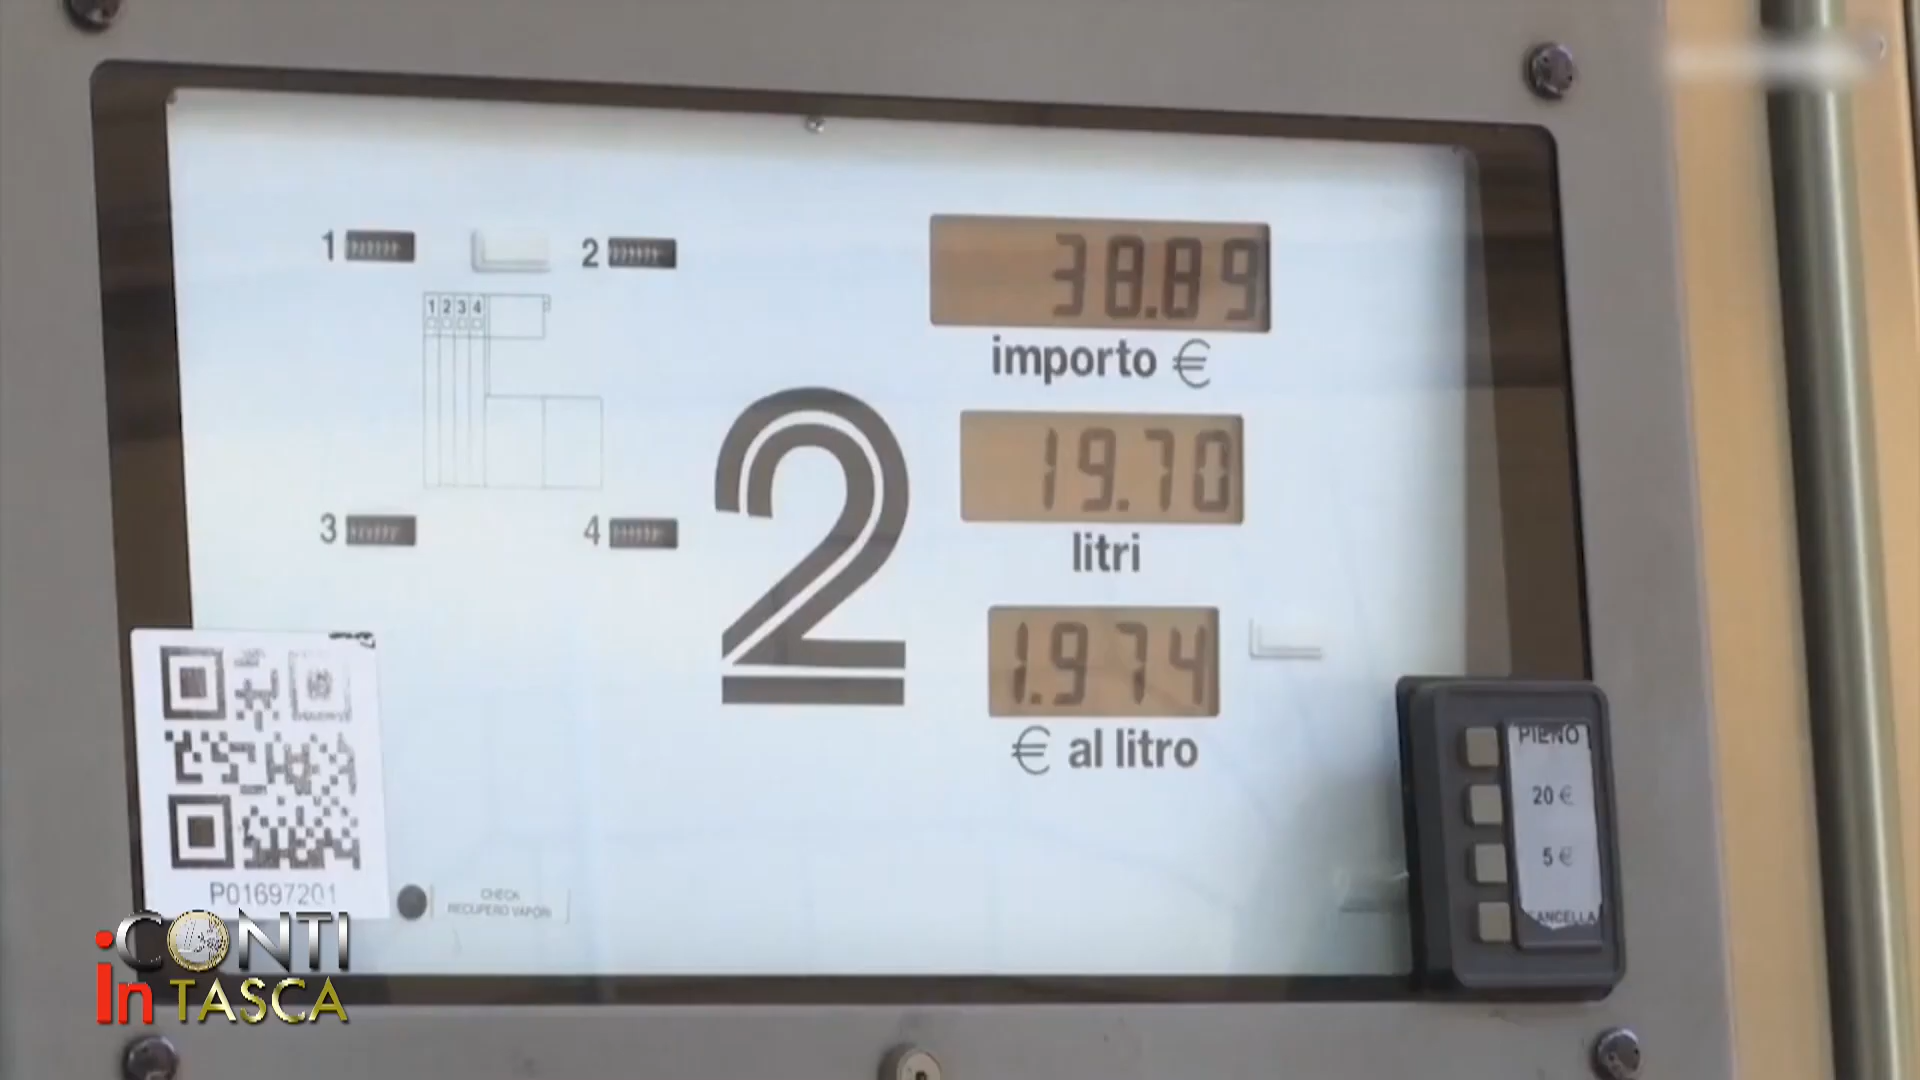 1
2
1 2 3 4
3
4
2
38.89
importo €
19.70
litri
1.974
€ al litro
PIENO
20 €
5 €
CANCELLA
P01697201
CHECK
RECUPERO VAPORI
i CONTI
In TASCA